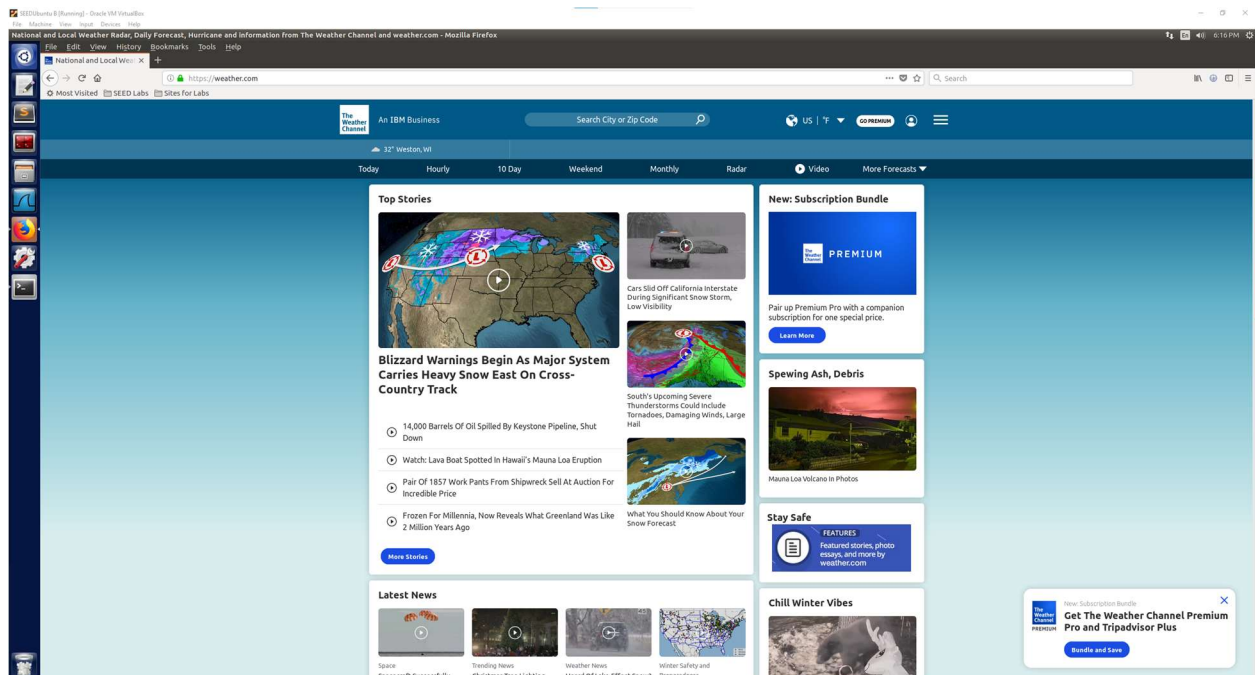 SEEDUbuntu B [Running] - Oracle VM VirtualBox
File Machine View Input Devices Help
National and Local Weather Radar, Daily Forecast, Hurricane and information from The Weather Channel and weather.com - Mozilla Firefox
En 6:16 PM
File Edit View History Bookmarks Tools Help
National and Local Wea
https://weather.com
Search
Most Visited SEED Labs Sites for Labs
The
Weather
Channel
An IBM Business
Search City or Zip Code
US | °F
GO PREMIUM
32° Weston, WI
Today Hourly 10 Day Weekend Monthly Radar Video More Forecasts
Top Stories
Blizzard Warnings Begin As Major System
Carries Heavy Snow East On Cross-
Country Track
14,000 Barrels Of Oil Spilled By Keystone Pipeline, Shut
Down
Watch: Lava Boat Spotted In Hawaii's Mauna Loa Eruption
Pair Of 1857 Work Pants From Shipwreck Sell At Auction For
Incredible Price
Frozen For Millennia, Now Reveals What Greenland Was Like
2 Million Years Ago
More Stories
Cars Slid Off California Interstate
During Significant Snow Storm,
Low Visibility
South's Upcoming Severe
Thunderstorms Could Include
Tornadoes, Damaging Winds, Large
Hail
What You Should Know About Your
Snow Forecast
New: Subscription Bundle
The
Weather
Channel
PREMIUM
Pair up Premium Pro with a companion
subscription for one special price.
Learn More
Spewing Ash, Debris
Mauna Loa Volcano In Photos
Stay Safe
FEATURES
Featured stories, photo
essays, and more by
weather.com
Latest News
Space
Trending News
Weather News
Winter Safety and
Chill Winter Vibes
The
Weather
Channel
PREMIUM
New: Subscription Bundle
Get The Weather Channel Premium
Pro and Tripadvisor Plus
Bundle and Save